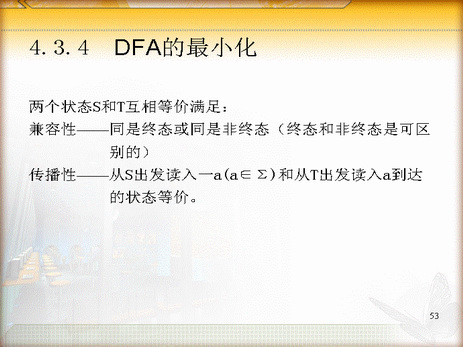 4.3.4 DFA的最小化
两个状态S和T互相等价满足：
兼容性——同是终态或同是非终态（终态和非终态是可区
别的）
传播性——从S出发读入一a(a∈Σ)和从T出发读入a到达
的状态等价。
53